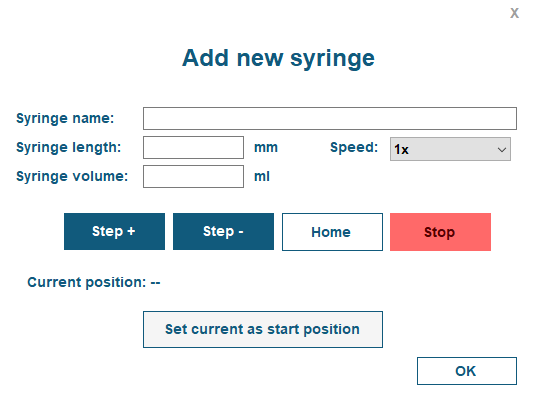 X
Add new syringe
Syringe name:
Syringe length: mm Speed: 1x
Syringe volume: ml
Step + Step - Home Stop
Current position: --
Set current as start position
OK